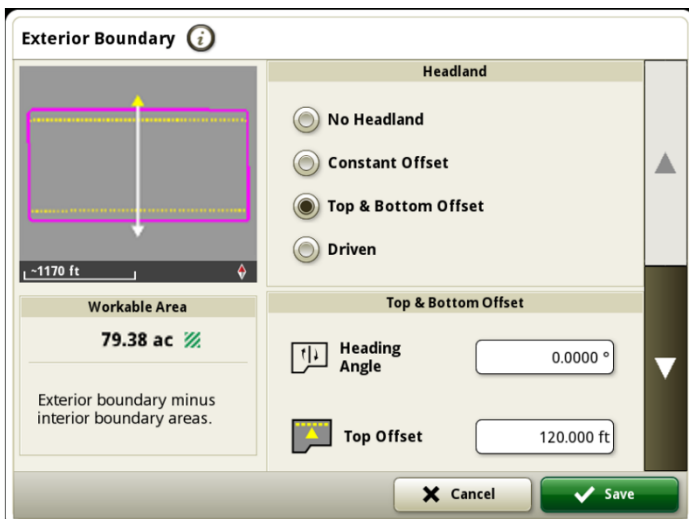 Exterior Boundary
~1170 ft
Workable Area
79.38 ac
Exterior boundary minus
interior boundary areas.
Headland
No Headland
Constant Offset
Top & Bottom Offset
Driven
Top & Bottom Offset
Heading
Angle
0.0000 °
Top Offset
120.000 ft
Cancel
Save